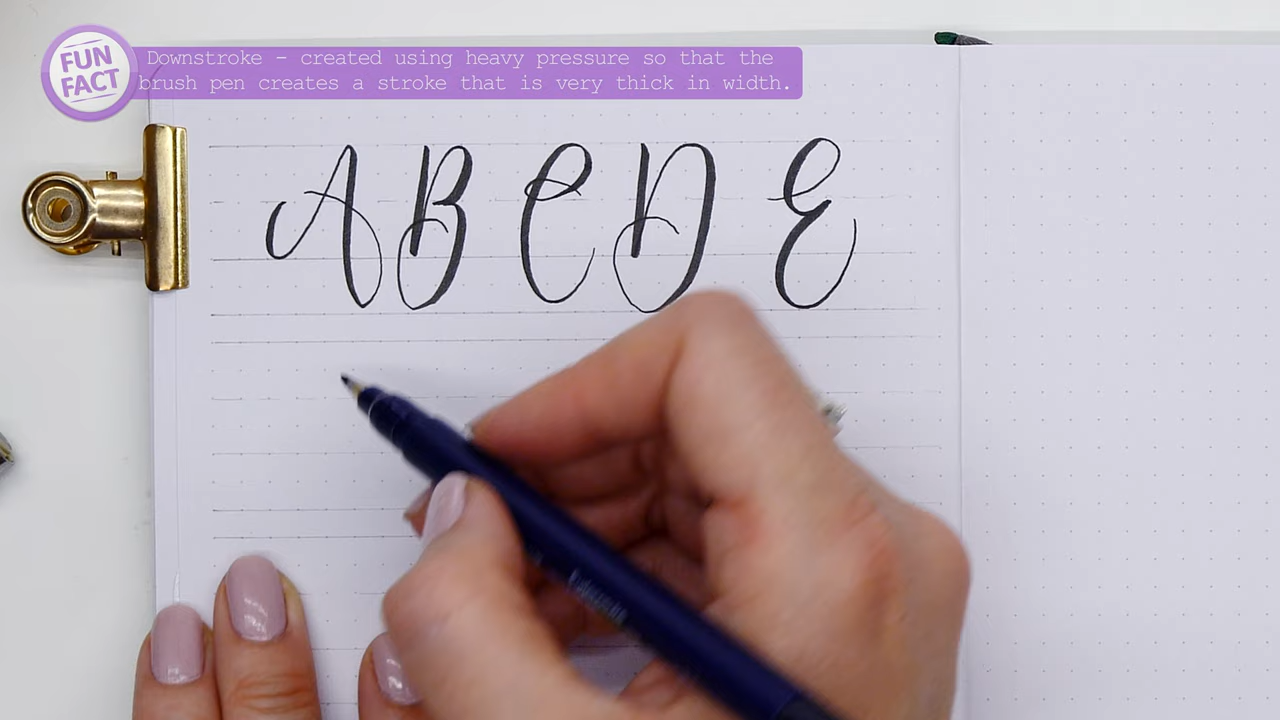 FUN
FACT
Downstroke - created using heavy pressure so that the
brush pen creates a stroke that is very thick in width.
A B C D E